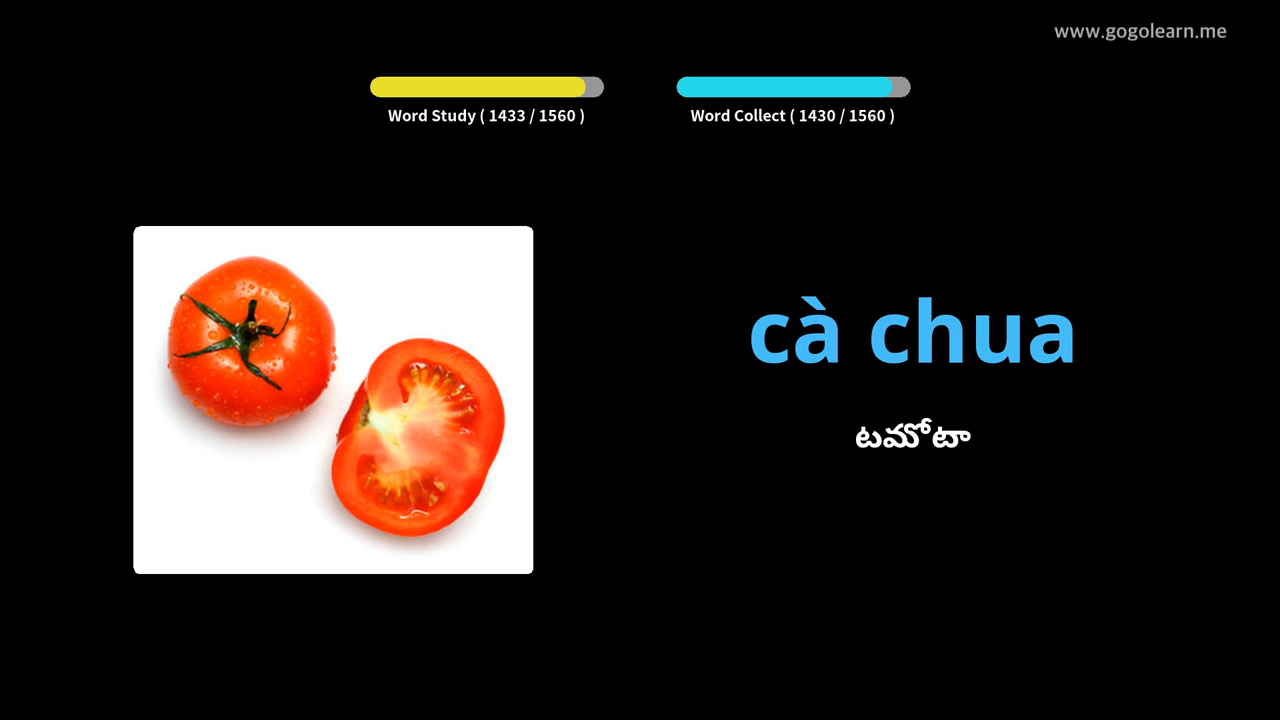 www.gogolearn.me
Word Study ( 1433 / 1560 )
Word Collect ( 1430 / 1560 )
cà chua
టమోటా